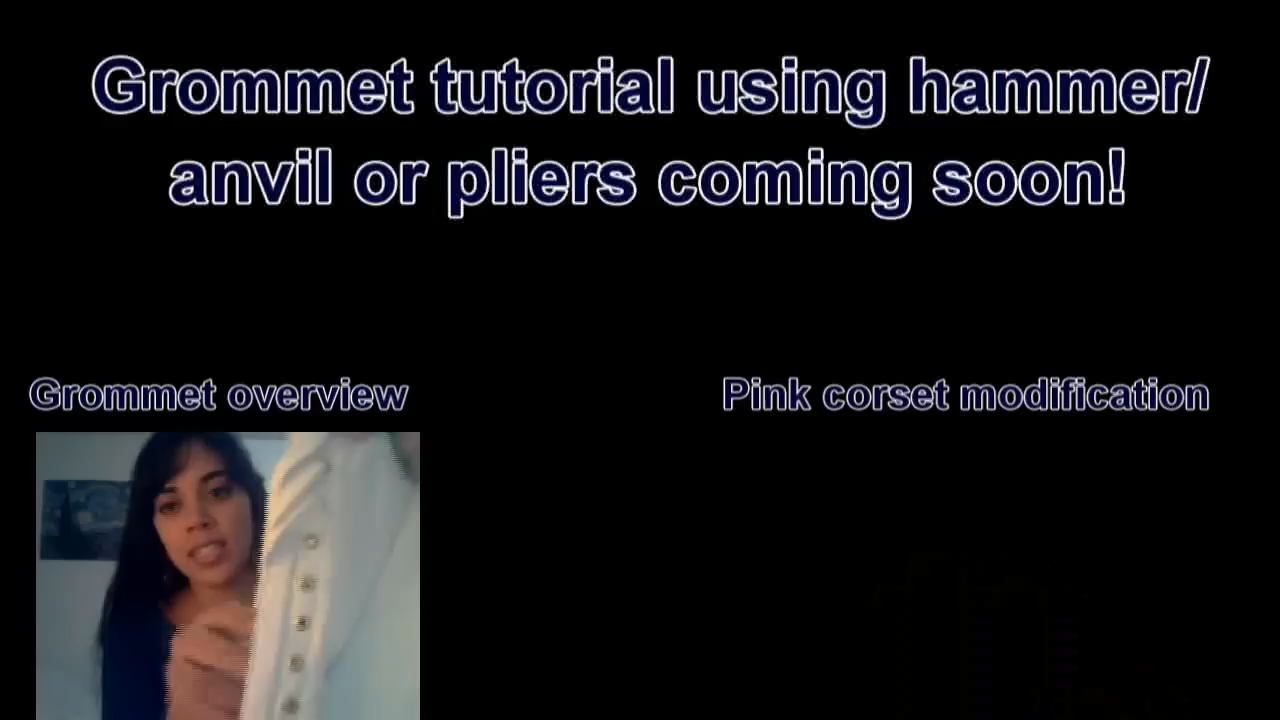 Grommet tutorial using hammer/
anvil or pliers coming soon!
Grommet overview
Pink corset modification